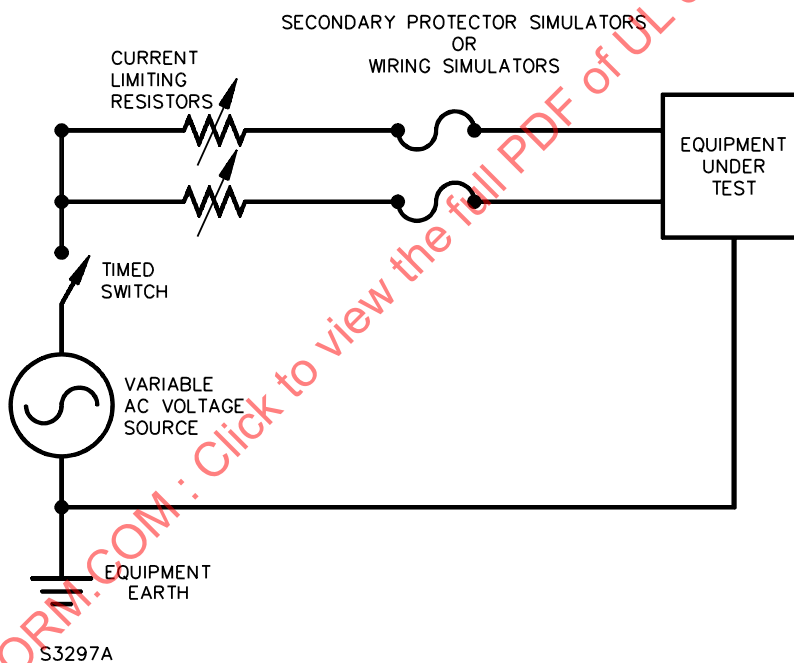 SECONDARY PROTECTOR SIMULATORS
OR
WIRING SIMULATORS
CURRENT
LIMITING
RESISTORS
EQUIPMENT
UNDER
TEST
TIMED
SWITCH
VARIABLE
AC VOLTAGE
SOURCE
EQUIPMENT
EARTH
S3297A
ORM.COM : Click to view the full PDF of UL